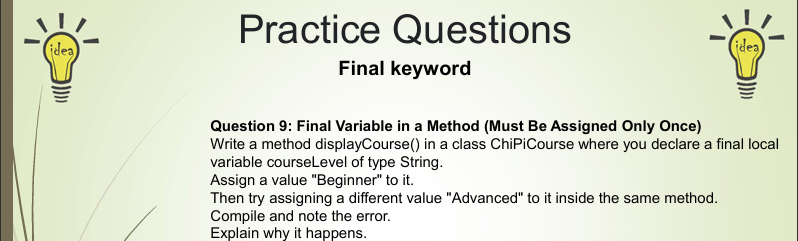 Practice Questions
idea
idea
Final keyword
Question 9: Final Variable in a Method (Must Be Assigned Only Once)
Write a method displayCourse() in a class ChiPiCourse where you declare a final local
variable courseLevel of type String.
Assign a value "Beginner" to it.
Then try assigning a different value "Advanced" to it inside the same method.
Compile and note the error.
Explain why it happens.